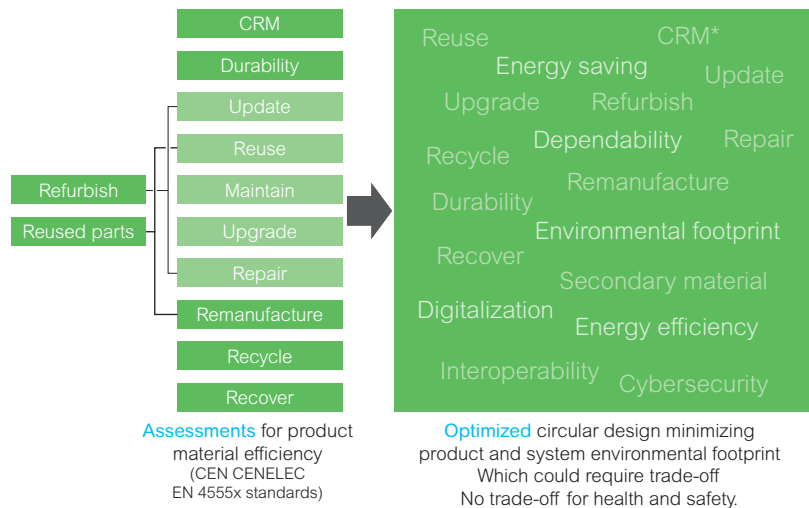 CRM
Durability
Update
Reuse
Maintain
Upgrade
Repair
Remanufacture
Recycle
Recover
Refurbish
Reused parts
Assessments for product
material efficiency
(CEN CENELEC
EN 4555x standards)
Reuse
CRM*
Energy saving
Update
Upgrade
Refurbish
Dependability
Repair
Recycle
Remanufacture
Durability
Environmental footprint
Recover
Secondary material
Digitalization
Energy efficiency
Interoperability
Cybersecurity
Optimized circular design minimizing
product and system environmental footprint
Which could require trade-off
No trade-off for health and safety.